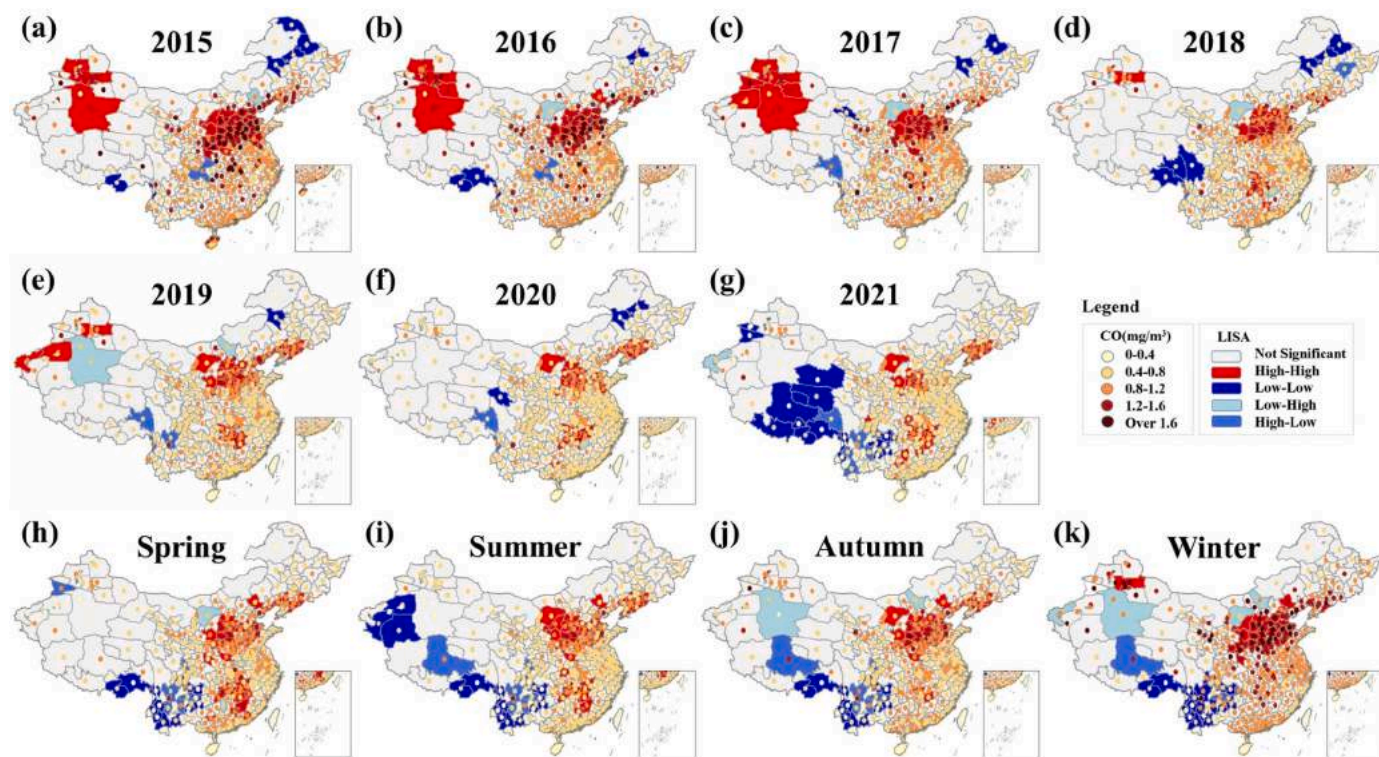 (a) 2015
(b) 2016
(c) 2017
(d) 2018
(e) 2019
(f) 2020
(g) 2021
Legend
CO(mg/m³)
0-0.4
0.4-0.8
0.8-1.2
1.2-1.6
Over 1.6
LISA
Not Significant
High-High
Low-Low
Low-High
High-Low
(h) Spring
(i) Summer
(j) Autumn
(k) Winter